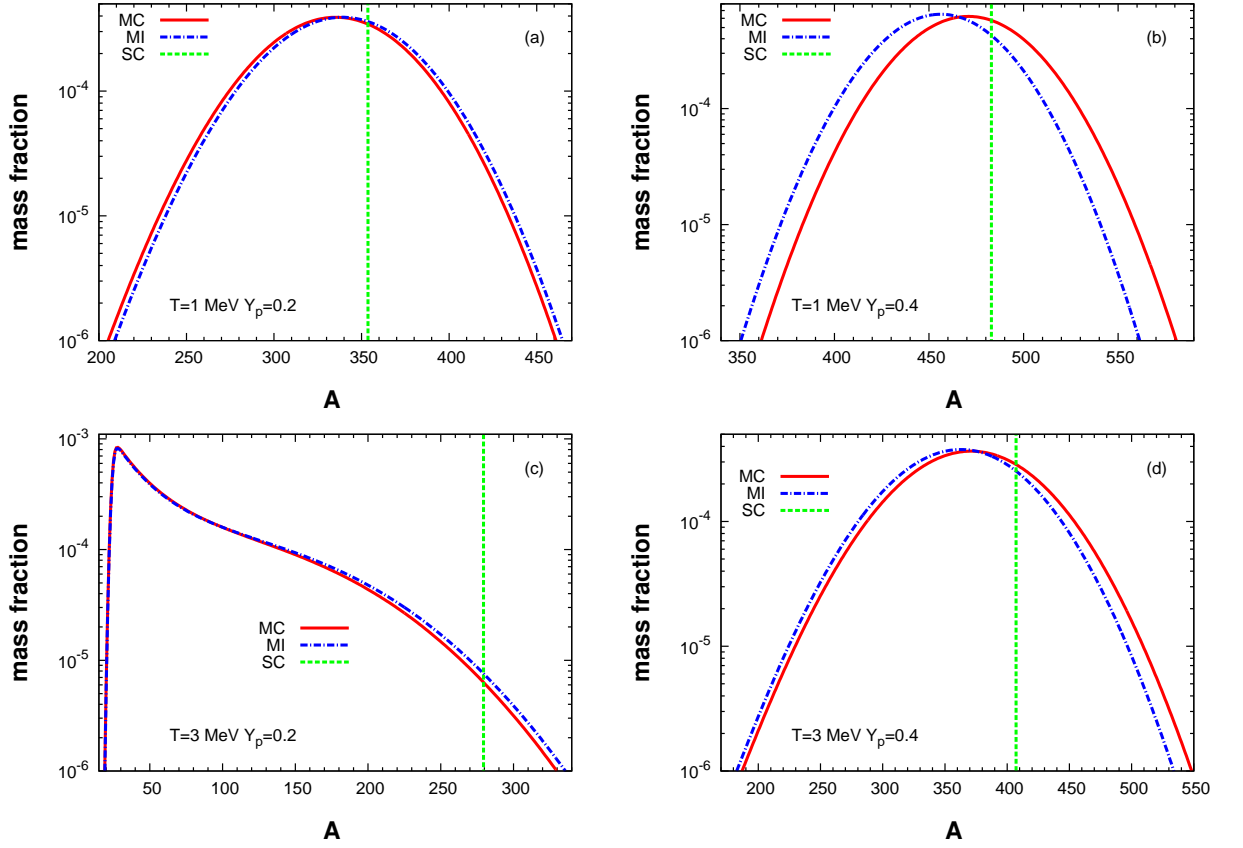 (a)
MC
MI
SC
mass fraction
10^-4
10^-5
10^-6
T=1 MeV Y_p=0.2
200 250 300 350 400 450
A
(b)
MC
MI
SC
mass fraction
10^-4
10^-5
10^-6
T=1 MeV Y_p=0.4
350 400 450 500 550
A
(c)
mass fraction
10^-3
10^-4
10^-5
10^-6
MC
MI
SC
T=3 MeV Y_p=0.2
50 100 150 200 250 300
A
(d)
MC
MI
SC
mass fraction
10^-4
10^-5
10^-6
T=3 MeV Y_p=0.4
200 250 300 350 400 450 500 550
A